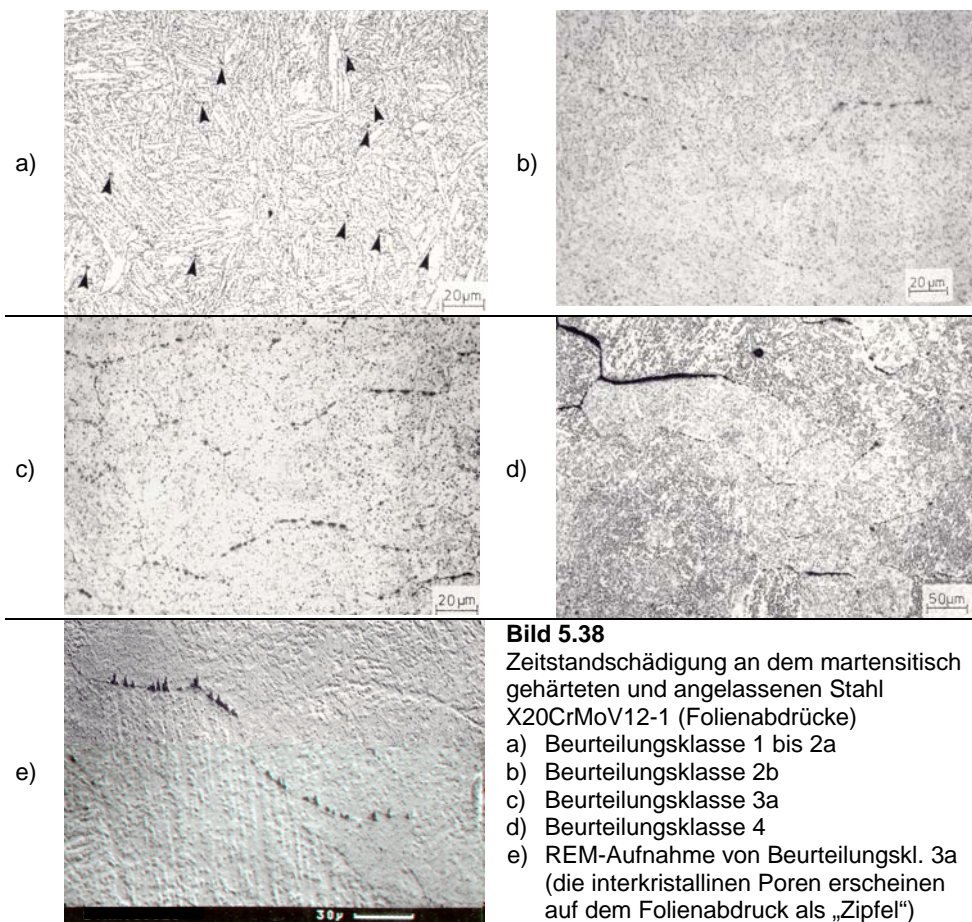 a)
20µm
b)
20µm
c)
20µm
d)
50µm
e)
30µ
Bild 5.38
Zeitstandschädigung an dem martensitisch
gehärteten und angelassenen Stahl
X20CrMoV12-1 (Folienabdrücke)
a) Beurteilungsklasse 1 bis 2a
b) Beurteilungsklasse 2b
c) Beurteilungsklasse 3a
d) Beurteilungsklasse 4
e) REM-Aufnahme von Beurteilungskl. 3a
(die interkristallinen Poren erscheinen
auf dem Folienabdruck als „Zipfel“)